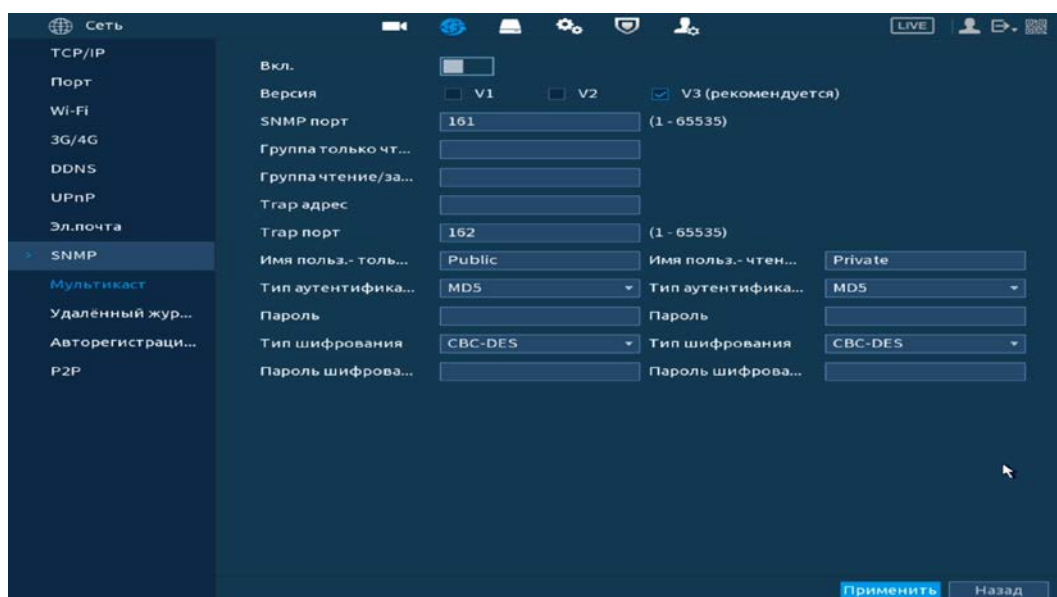 Сеть LIVE
TCP/IP
Порт
Wi-Fi
3G/4G
DDNS
UPnP
Эл.почта
SNMP
Мультикаст
Удалённый жур...
Авторегистраци...
P2P
Вкл.
Версия V1 V2 V3 (рекомендуется)
SNMP порт 161 (1 - 65535)
Группа только чт...
Группа чтение/за...
Trap адрес
Trap порт 162 (1 - 65535)
Имя польз.- толь... Public Имя польз.- чтен... Private
Тип аутентифика... MD5 Тип аутентифика... MD5
Пароль Пароль
Тип шифрования CBC-DES Тип шифрования CBC-DES
Пароль шифрова... Пароль шифрова...
Применить Назад